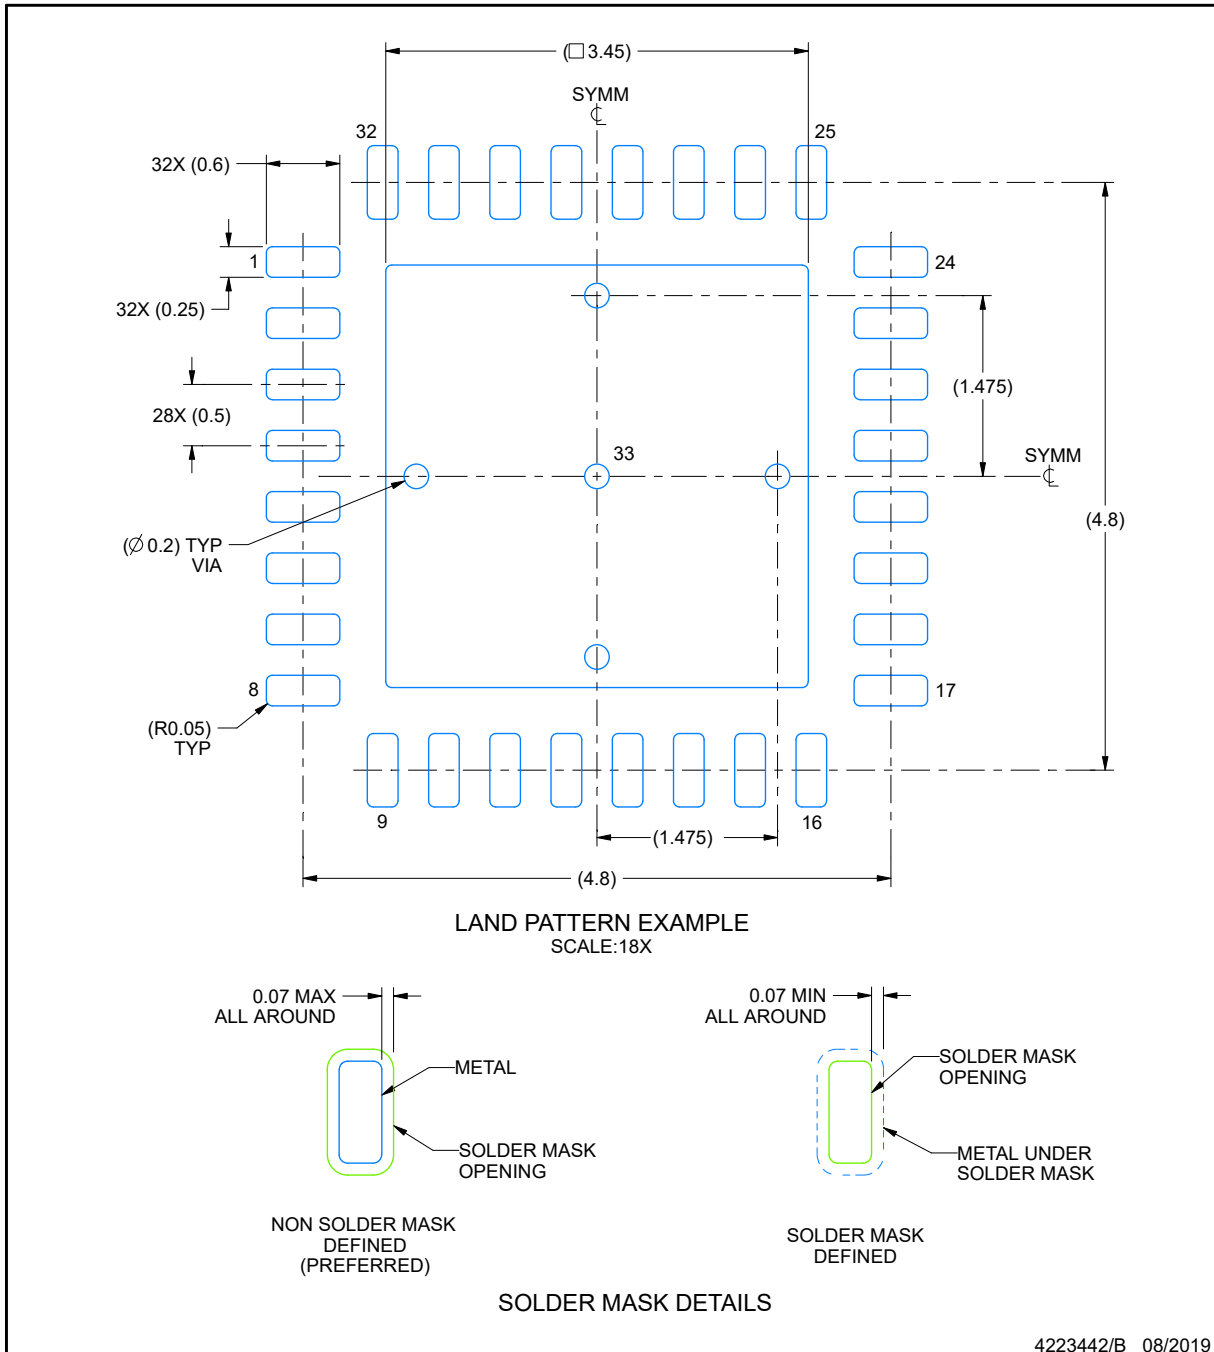 (□ 3.45)
SYMM
℄
32
25
32X (0.6)
1
24
32X (0.25)
(1.475)
28X (0.5)
33
SYMM
℄
(4.8)
(Ø 0.2) TYP
VIA
8
17
(R0.05)
TYP
9
16
(1.475)
(4.8)
LAND PATTERN EXAMPLE
SCALE:18X
0.07 MAX
ALL AROUND
METAL
SOLDER MASK
OPENING
NON SOLDER MASK
DEFINED
(PREFERRED)
0.07 MIN
ALL AROUND
SOLDER MASK
OPENING
METAL UNDER
SOLDER MASK
SOLDER MASK
DEFINED
SOLDER MASK DETAILS
4223442/B 08/2019